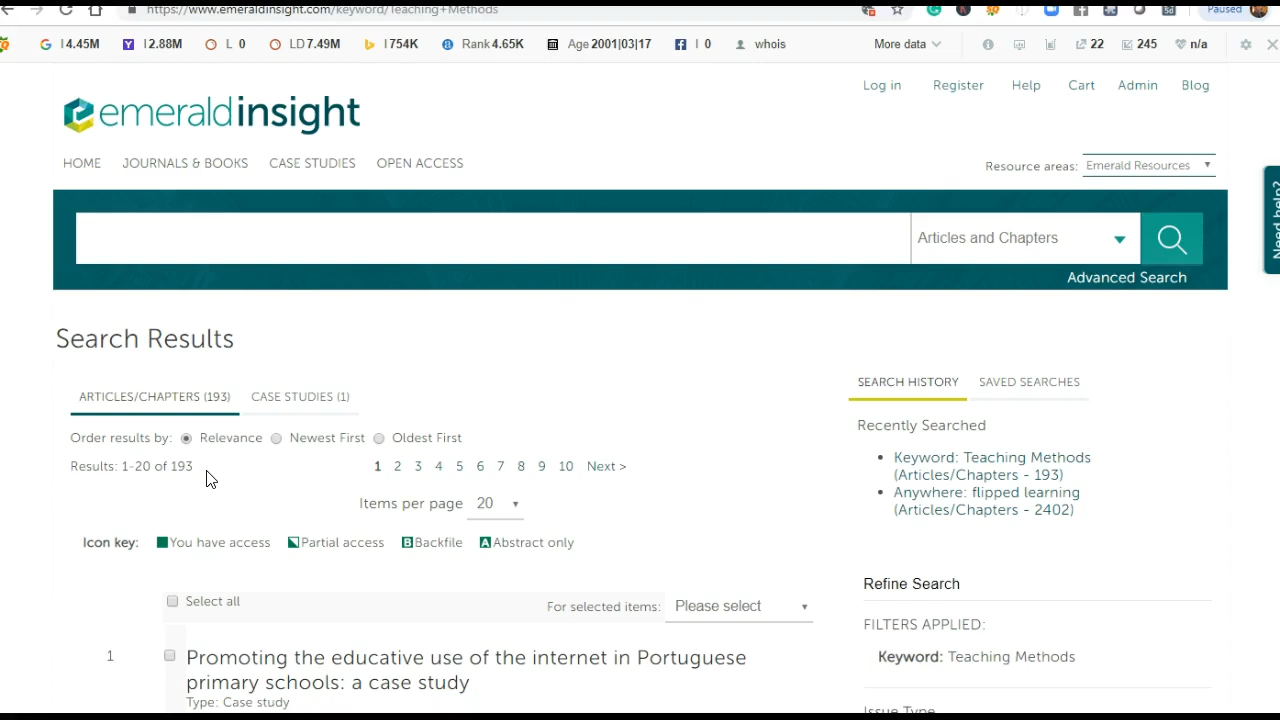 https://www.emeraldinsight.com/keyword/Teaching+Methods
Paused
I 4.45M I 2.88M L 0 LD 7.49M I 754K Rank 4.65K Age 2001|03|17 I 0 whois More data 22 245 n/a
Log in Register Help Cart Admin Blog
emeraldinsight
HOME JOURNALS & BOOKS CASE STUDIES OPEN ACCESS
Resource areas: Emerald Resources
Need help?
Articles and Chapters
Advanced Search
Search Results
ARTICLES/CHAPTERS (193) CASE STUDIES (1)
Order results by: Relevance Newest First Oldest First
Results: 1-20 of 193
1 2 3 4 5 6 7 8 9 10 Next >
Items per page 20
Icon key: You have access Partial access B Backfile A Abstract only
Select all
For selected items: Please select
1
Promoting the educative use of the internet in Portuguese
primary schools: a case study
Type: Case study
SEARCH HISTORY SAVED SEARCHES
Recently Searched
• Keyword: Teaching Methods
(Articles/Chapters - 193)
• Anywhere: flipped learning
(Articles/Chapters - 2402)
Refine Search
FILTERS APPLIED:
Keyword: Teaching Methods
Issue Type